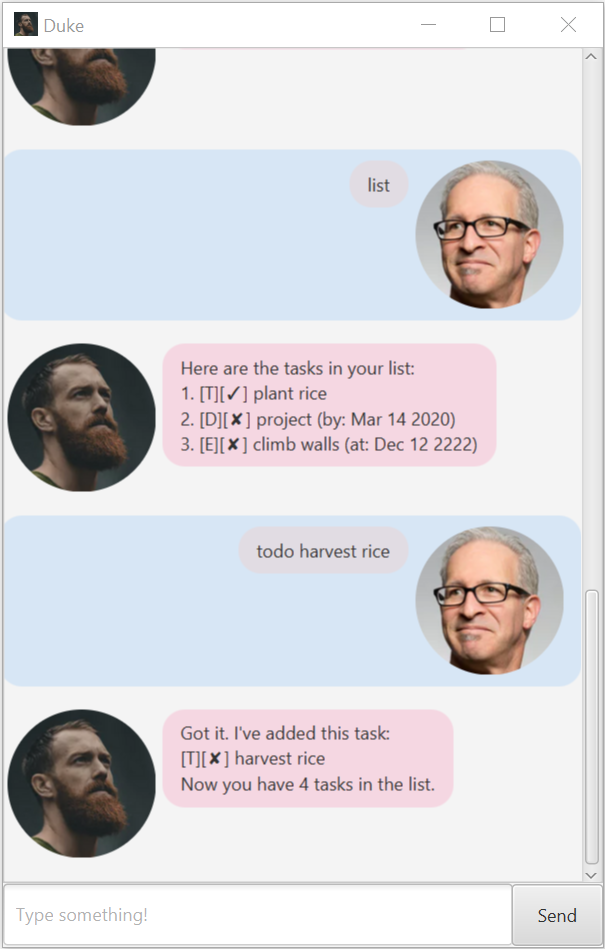 Duke
list
Here are the tasks in your list:
1. [T][✓] plant rice
2. [D][✘] project (by: Mar 14 2020)
3. [E][✘] climb walls (at: Dec 12 2222)
todo harvest rice
Got it. I've added this task:
[T][✘] harvest rice
Now you have 4 tasks in the list.
Type something!
Send